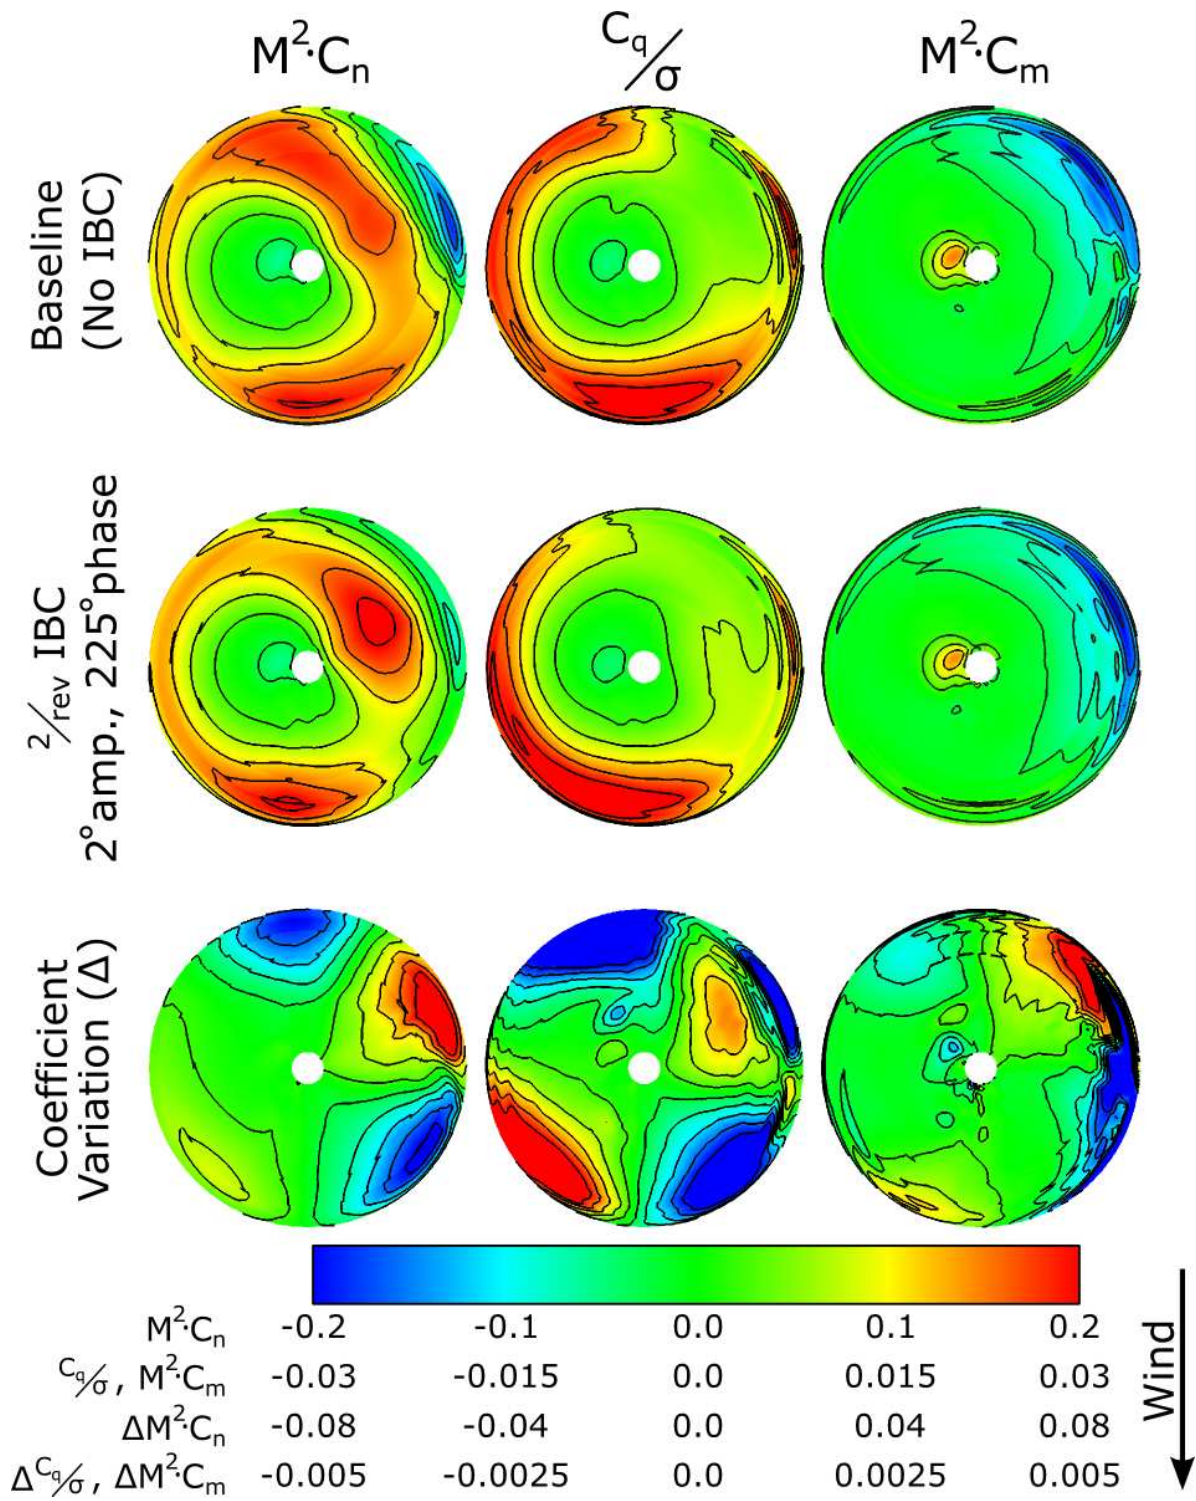 M²·Cₙ
C_q/σ
M²·Cₘ
Baseline
(No IBC)
2/rev IBC
2°amp., 225°phase
Coefficient
Variation (Δ)
M²·Cₙ -0.2 -0.1 0.0 0.1 0.2
C_q/σ, M²·Cₘ -0.03 -0.015 0.0 0.015 0.03
ΔM²·Cₙ -0.08 -0.04 0.0 0.04 0.08
ΔC_q/σ, ΔM²·Cₘ -0.005 -0.0025 0.0 0.0025 0.005
Wind